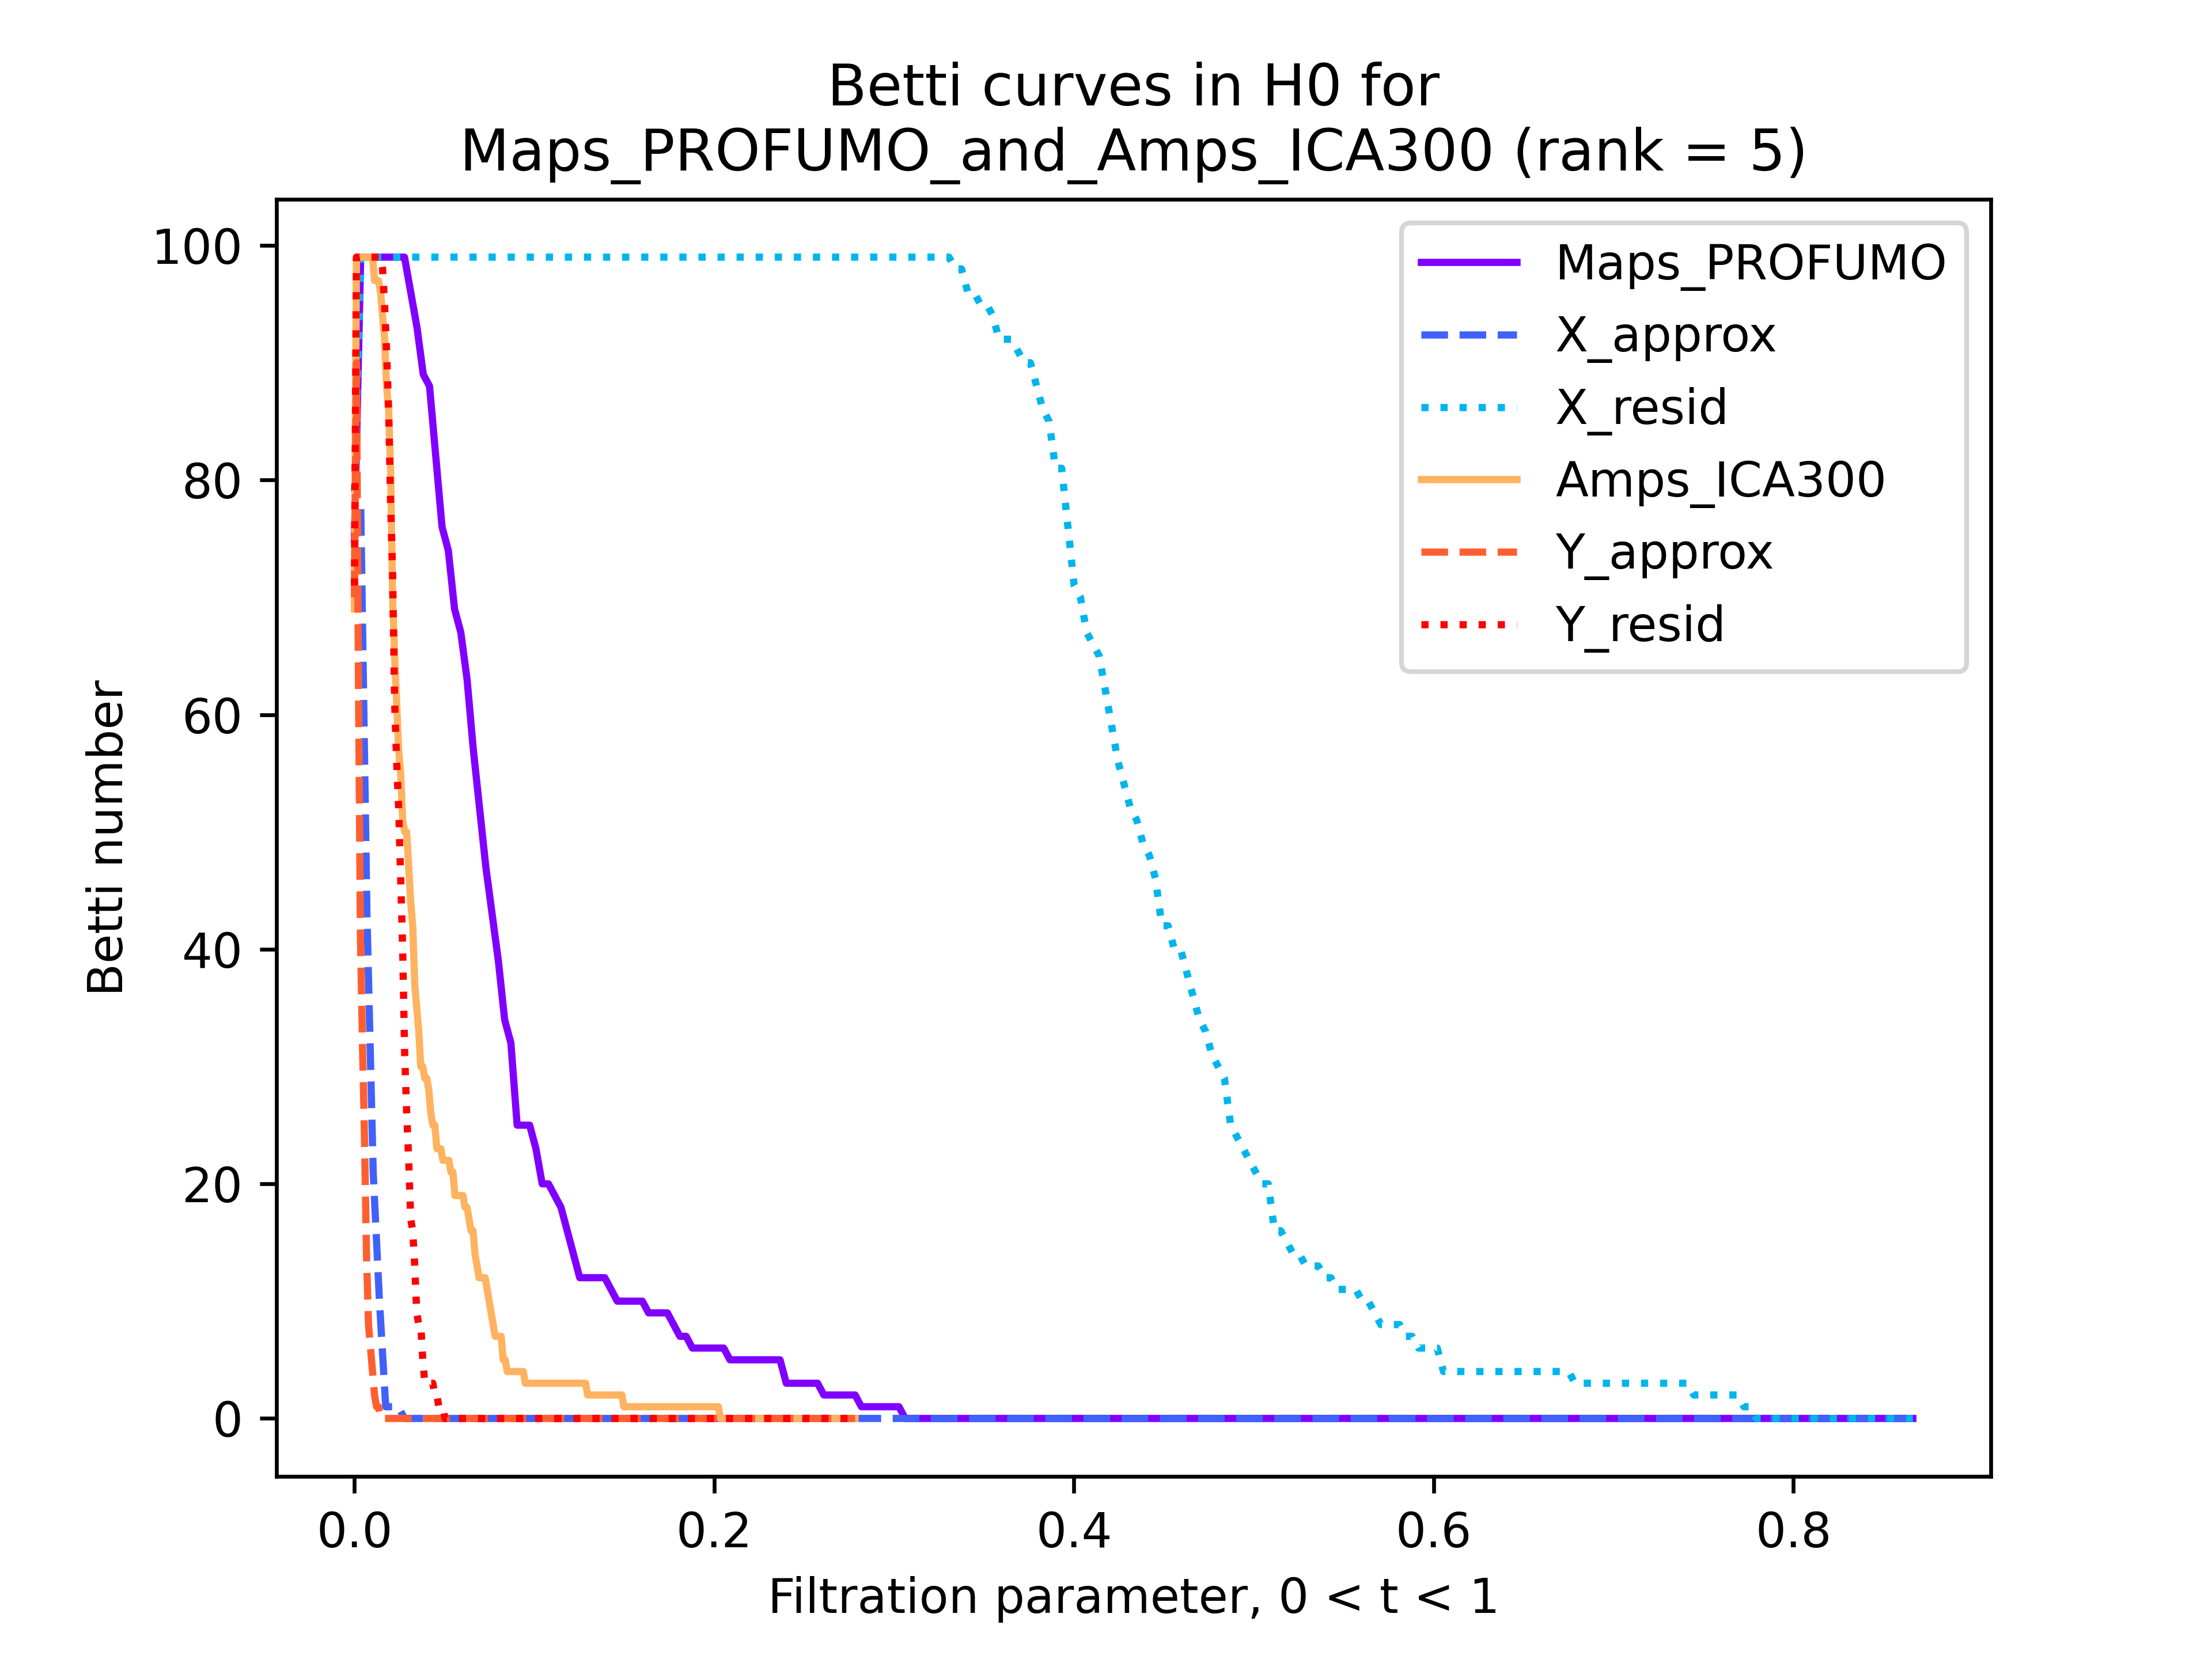 Betti curves in H0 for
Maps_PROFUMO_and_Amps_ICA300 (rank = 5)
Maps_PROFUMO
X_approx
X_resid
Amps_ICA300
Y_approx
Y_resid
Betti number
100
80
60
40
20
0
0.0 0.2 0.4 0.6 0.8
Filtration parameter, 0 < t < 1